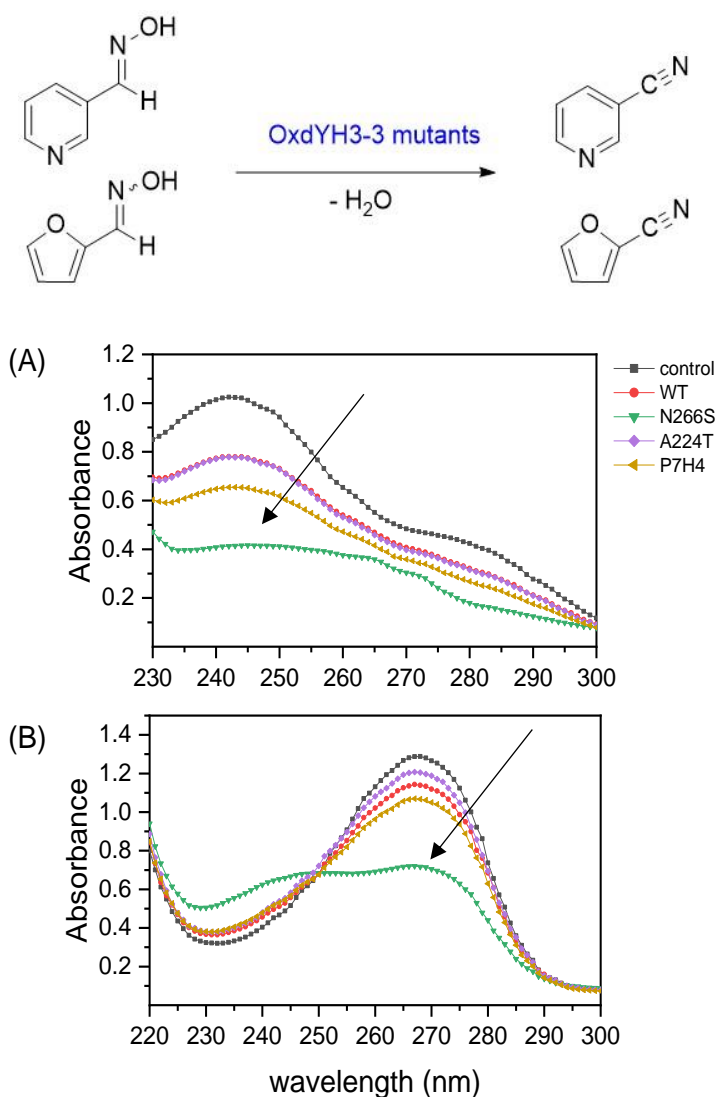 N OH
H
N
N OH
O
H
OxdYH3-3 mutants
- H₂O
C N
N
O C N
(A)
1.2
1.0
0.8
0.6
0.4
0.2
Absorbance
230 240 250 260 270 280 290 300
control
WT
N266S
A224T
P7H4
(B)
1.4
1.2
1.0
0.8
0.6
0.4
0.2
Absorbance
220 230 240 250 260 270 280 290 300
wavelength (nm)